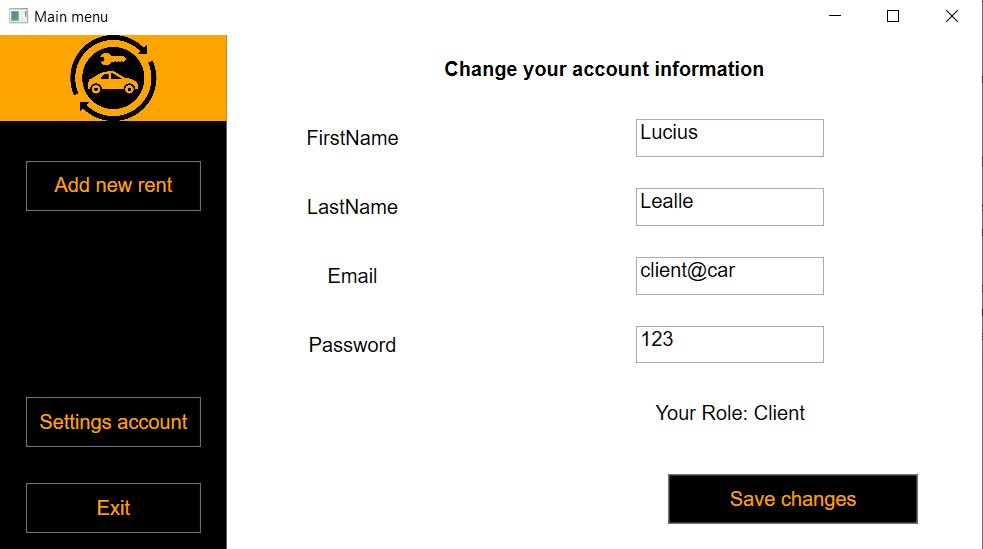 Main menu
Change your account information
FirstName
Lucius
Add new rent
LastName
Lealle
Email
client@car
Password
123
Settings account
Your Role: Client
Exit
Save changes